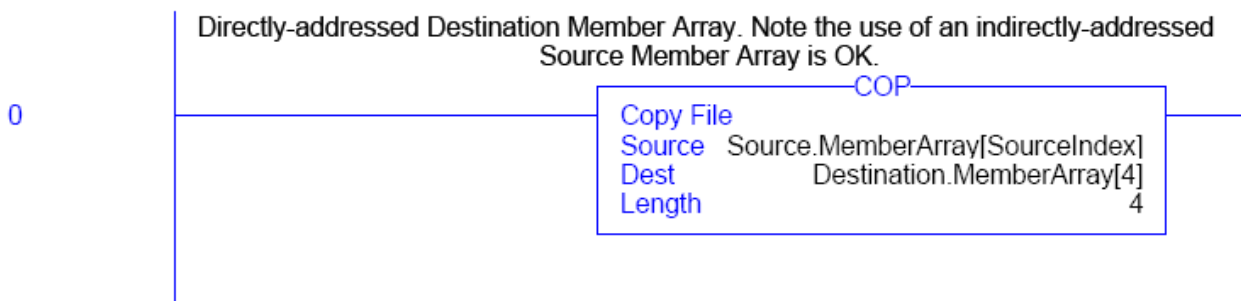 Directly-addressed Destination Member Array. Note the use of an indirectly-addressed
Source Member Array is OK.
COP
0
Copy File
Source Source.MemberArray[SourceIndex]
Dest Destination.MemberArray[4]
Length 4